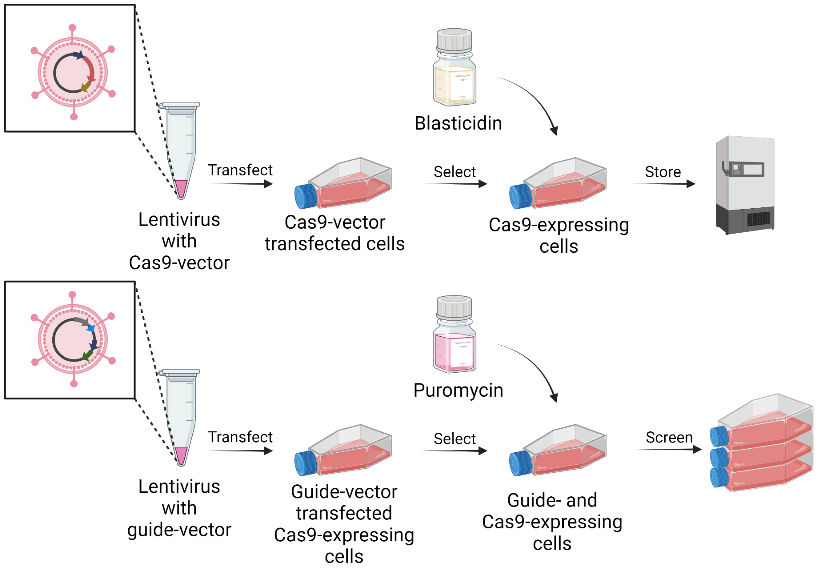 Blasticidin
Transfect
Select
Store
Lentivirus
with
Cas9-vector
Cas9-vector
transfected cells
Cas9-expressing
cells
Puromycin
Transfect
Select
Screen
Lentivirus
with
guide-vector
Guide-vector
transfected
Cas9-expressing
cells
Guide- and
Cas9-expressing
cells